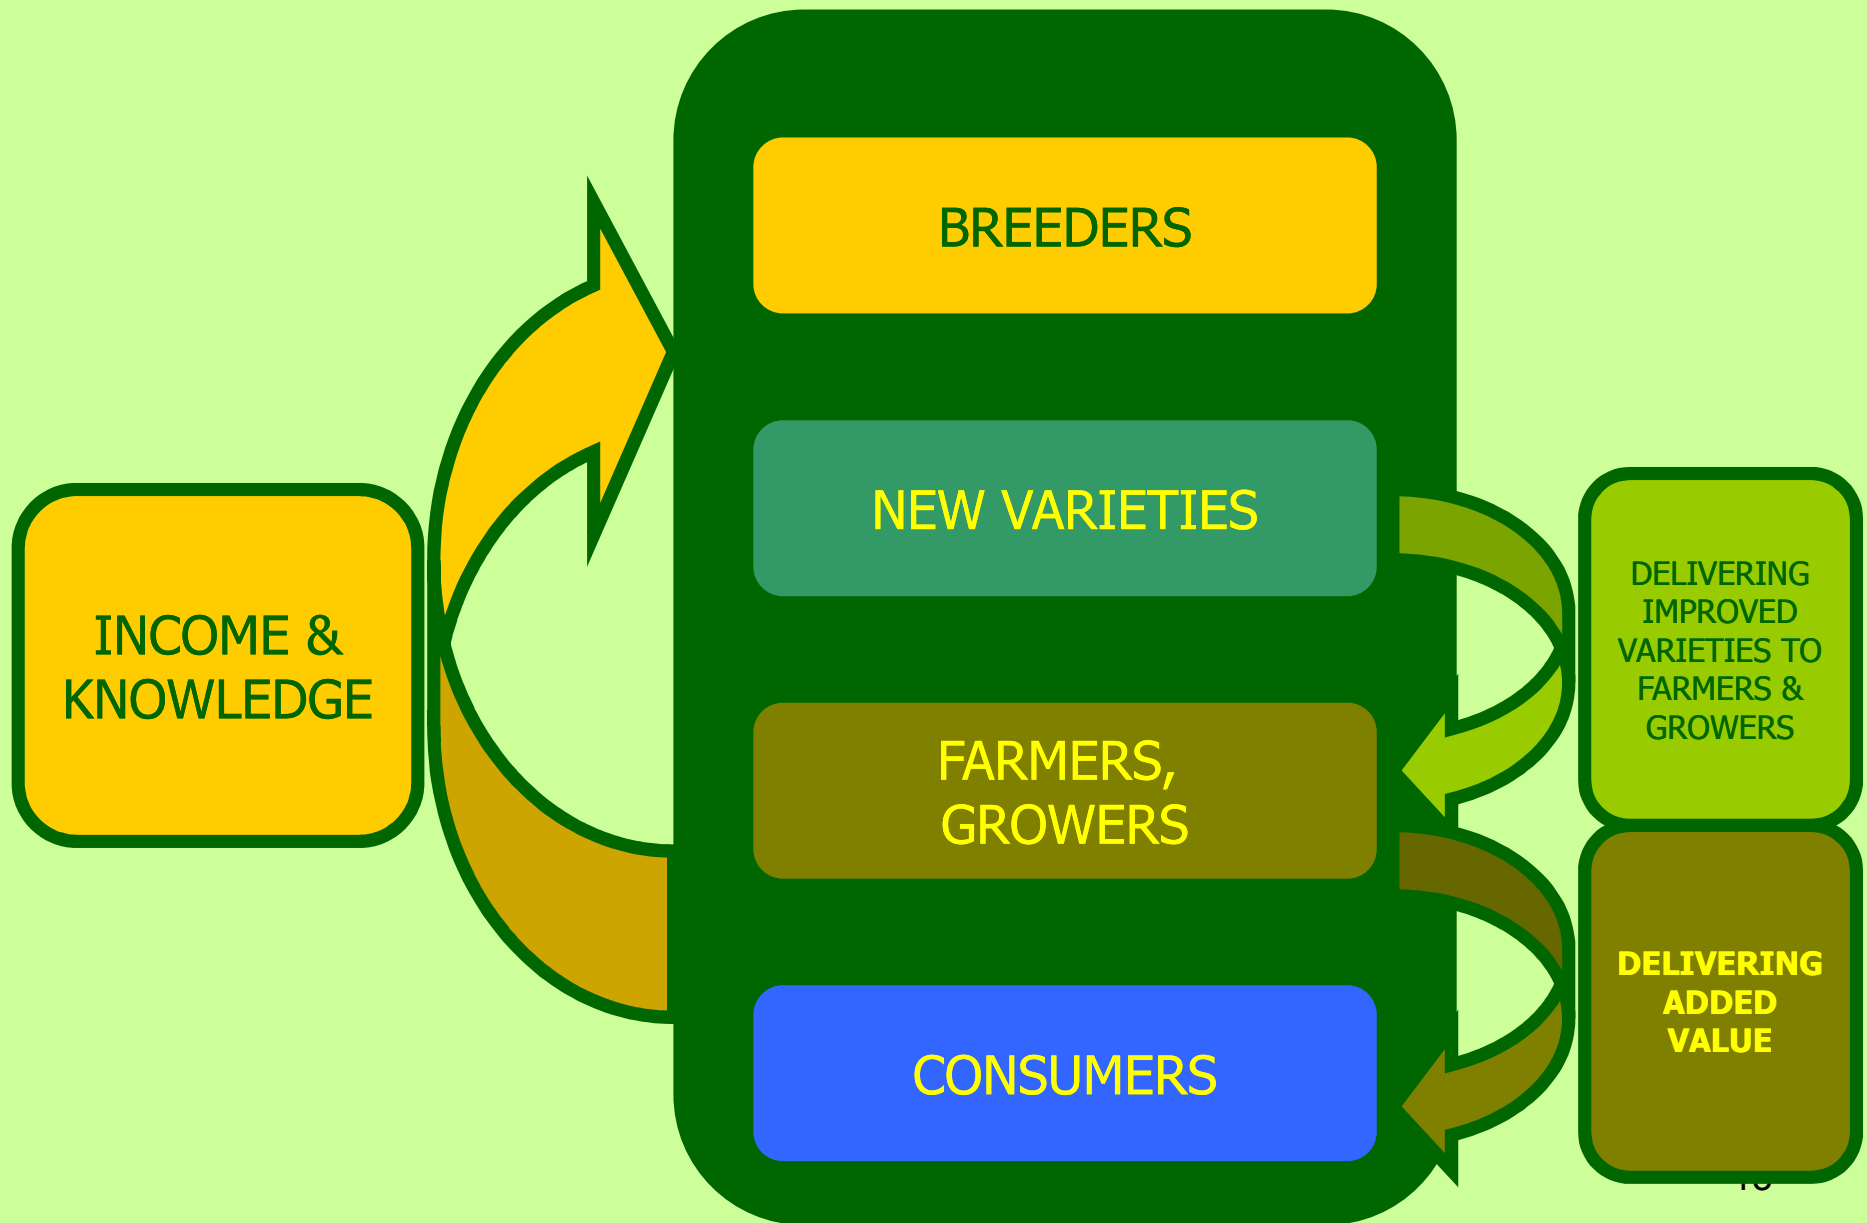 BREEDERS
NEW VARIETIES
INCOME &
KNOWLEDGE
FARMERS,
GROWERS
CONSUMERS
DELIVERING
IMPROVED
VARIETIES TO
FARMERS &
GROWERS
DELIVERING
ADDED
VALUE